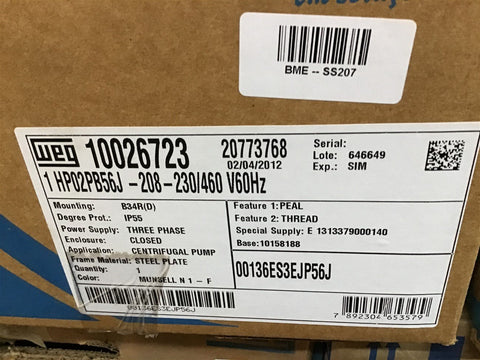 BME -- SS207
WEG 10026723
20773768
02/04/2012
Serial:
Lote: 646649
Exp.: SIM
1 HP02PB56J -208-230/460 V60Hz
Mounting: B34R(D)
Degree Prot.: IP55
Power Supply: THREE PHASE
Enclosure: CLOSED
Application: CENTRIFUGAL PUMP
Frame Material: STEEL PLATE
Quantity: 1
Color: MUNSELL N 1 - F
Feature 1: PEAL
Feature 2: THREAD
Special Supply: E 1313379000140
Base: 10158188
00136ES3EJP56J
00136ES3EJP56J
7 892304 653579